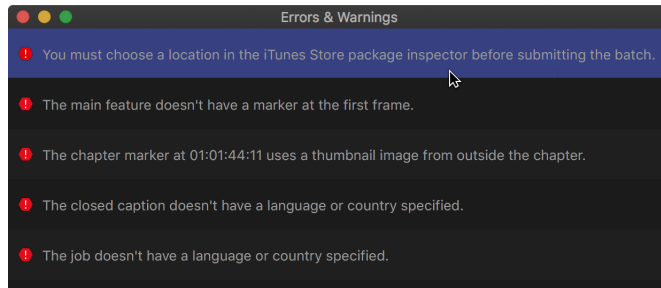 Errors & Warnings
You must choose a location in the iTunes Store package inspector before submitting the batch.
The main feature doesn't have a marker at the first frame.
The chapter marker at 01:01:44:11 uses a thumbnail image from outside the chapter.
The closed caption doesn't have a language or country specified.
The job doesn't have a language or country specified.